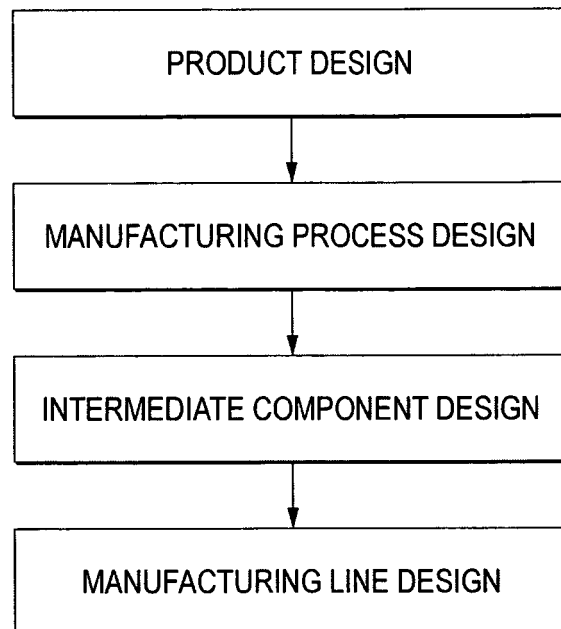 PRODUCT DESIGN
MANUFACTURING PROCESS DESIGN
INTERMEDIATE COMPONENT DESIGN
MANUFACTURING LINE DESIGN